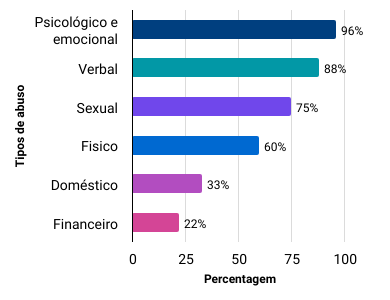 Psicológico e
emocional
96%
Verbal
88%
Sexual
75%
Fisico
60%
Doméstico
33%
Financeiro
22%
0
25
50
75
100
Percentagem
Tipos de abuso